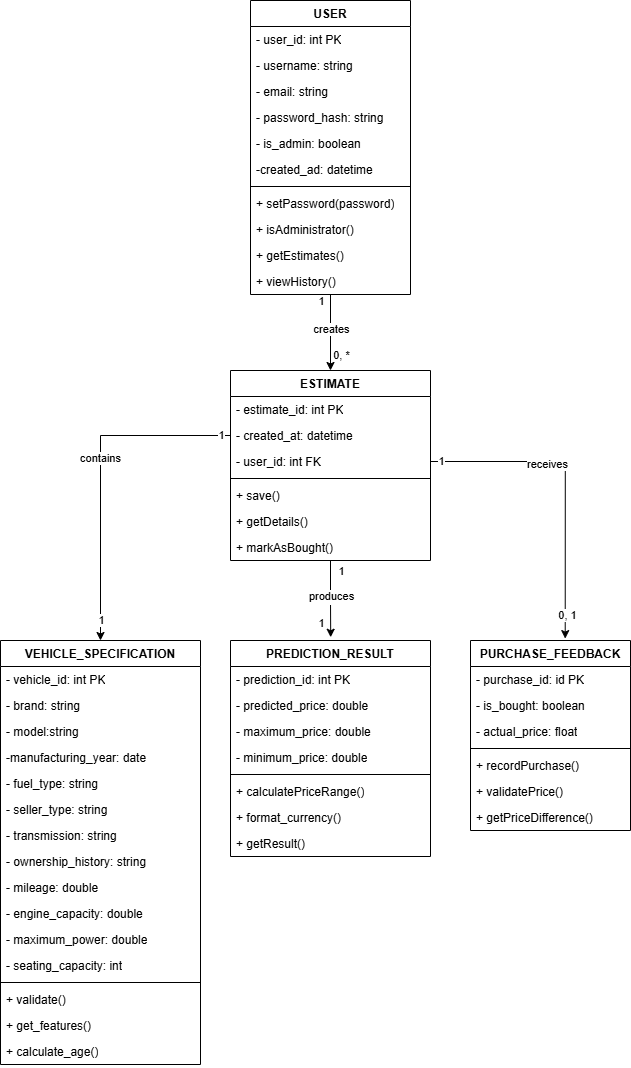 USER
- user_id: int PK
- username: string
- email: string
- password_hash: string
- is_admin: boolean
-created_ad: datetime
+ setPassword(password)
+ isAdministrator()
+ getEstimates()
+ viewHistory()
1
creates
0, *
ESTIMATE
- estimate_id: int PK
- created_at: datetime
- user_id: int FK
+ save()
+ getDetails()
+ markAsBought()
1
contains
1
1
produces
1
1
receives
0, 1
VEHICLE_SPECIFICATION
- vehicle_id: int PK
- brand: string
- model:string
-manufacturing_year: date
- fuel_type: string
- seller_type: string
- transmission: string
- ownership_history: string
- mileage: double
- engine_capacity: double
- maximum_power: double
- seating_capacity: int
+ validate()
+ get_features()
+ calculate_age()
PREDICTION_RESULT
- prediction_id: int PK
- predicted_price: double
- maximum_price: double
- minimum_price: double
+ calculatePriceRange()
+ format_currency()
+ getResult()
PURCHASE_FEEDBACK
- purchase_id: id PK
- is_bought: boolean
- actual_price: float
+ recordPurchase()
+ validatePrice()
+ getPriceDifference()